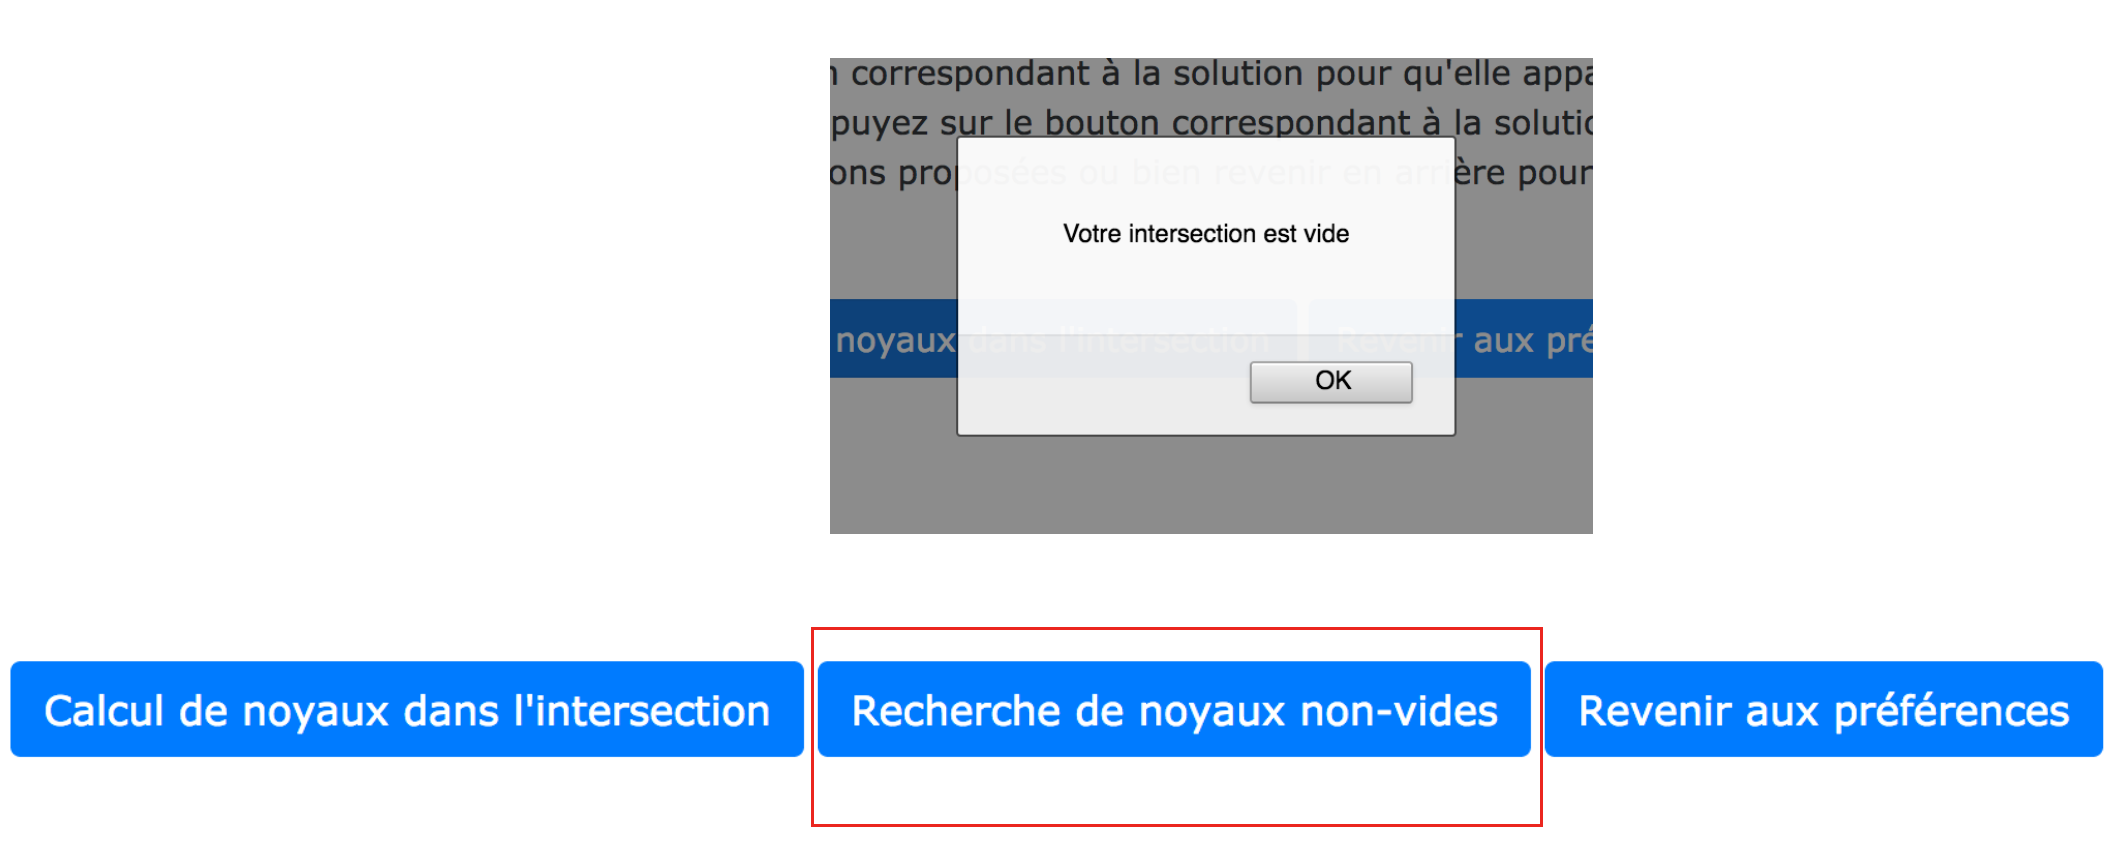 correspondant à la solution pour qu'elle appa
puyez sur le bouton correspondant à la solutio
ons proposées ou bien revenir en arrière pour
Votre intersection est vide
noyaux dans l'intersection
Revenir aux pré
OK
Calcul de noyaux dans l'intersection
Recherche de noyaux non-vides
Revenir aux préférences